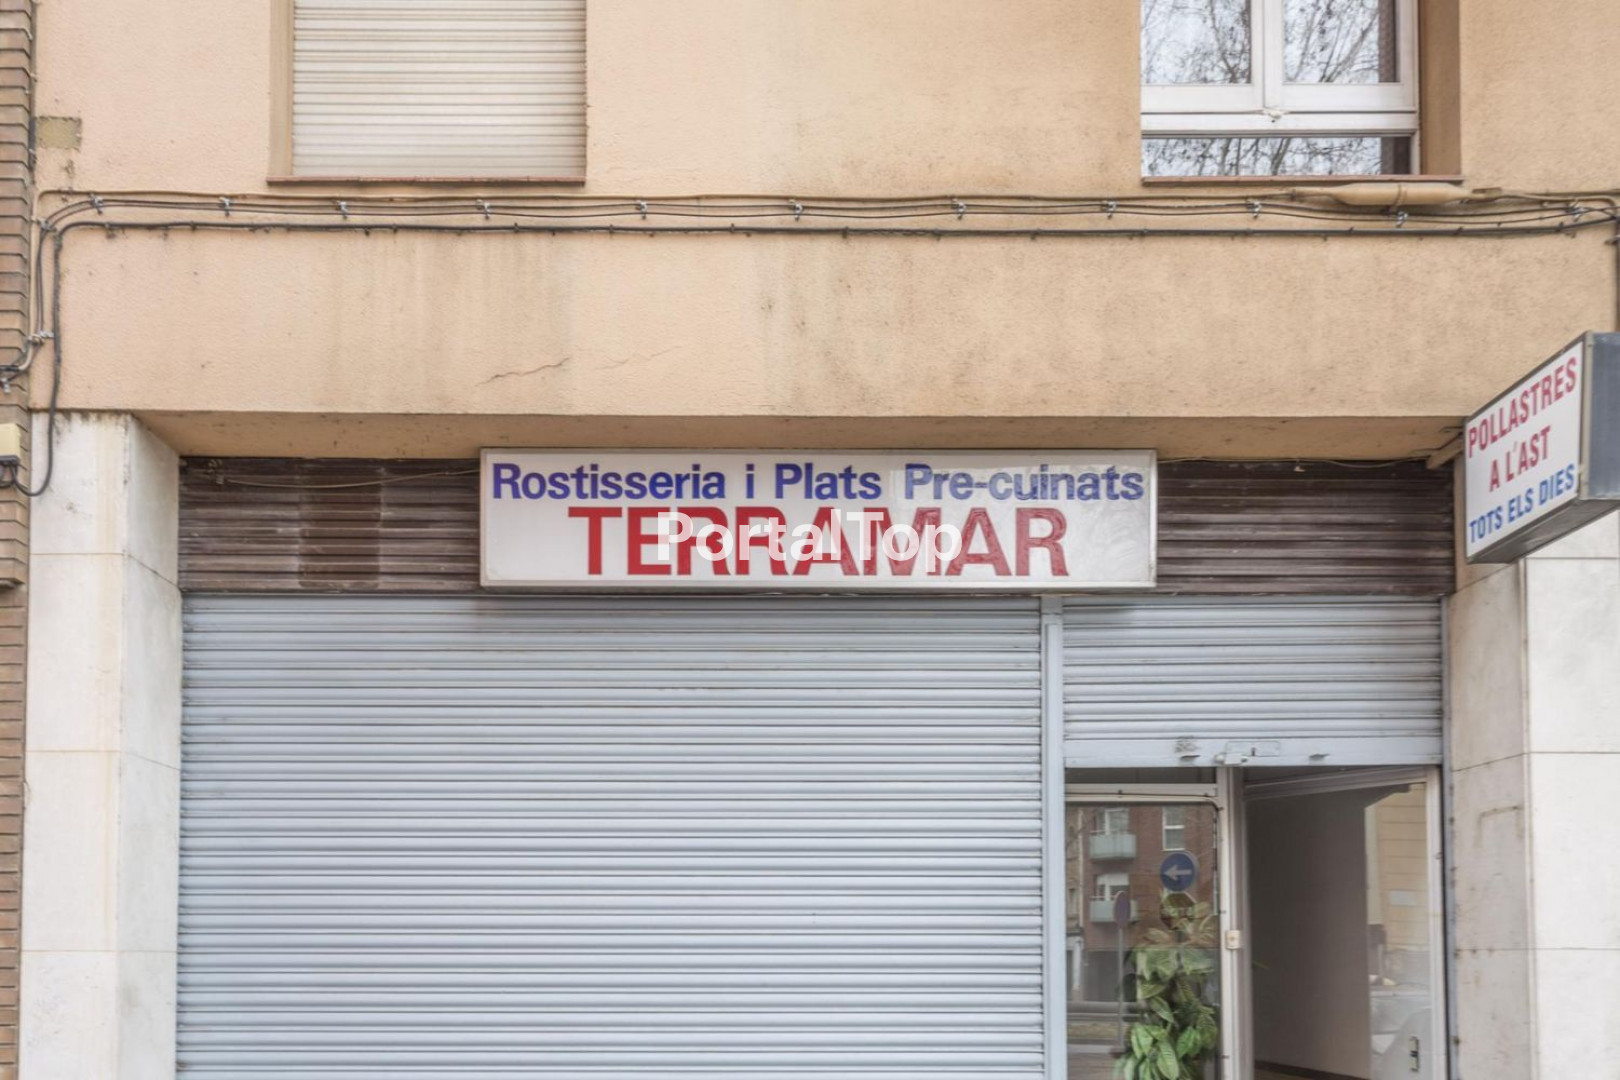 Rostisseria i Plats Pre-cuinats
TERRAMAR
PortalTop
POLLASTRES
A L'AST
TOTS ELS DIES